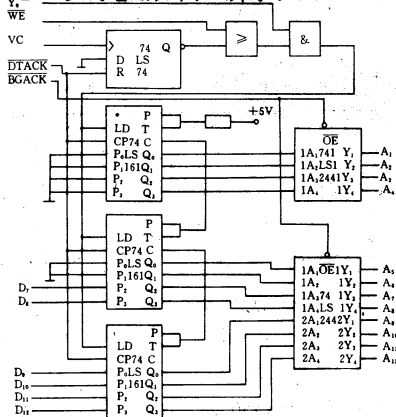 Y₀
WE
VC
DTACK
BGACK
74 Q
D LS
R 74
≥
&
+5V
P
LD T
CP74 C
P₀LS Q₀
P₁161Q₁
P₂ Q₂
P₃ Q₃
OE
1A₁741 Y₁ A₁
1A₂LS1 Y₂ A₂
1A₃2441Y₃ A₃
1A₄ 1Y₄ A₄
P
LD T
CP74 C
P₀LS Q₀
P₁161Q₁
D₇ P₂ Q₂
D₈ P₃ Q₃
1A₁OE1Y₁ A₅
1A₂ 1Y₂ A₆
1A₃74 1Y₃ A₇
1A₄LS 1Y₄ A₈
2A₁2442Y₁ A₉
2A₂ 2Y₂ A₁₀
2A₃ 2Y₃
2A₄ 2Y₄
P
LD T
CP74 C
D₉ P₀LS Q₀
D₁₀ P₁161Q₁
D₁₁ P₂ Q₂
D₁₂ P₃ Q₃